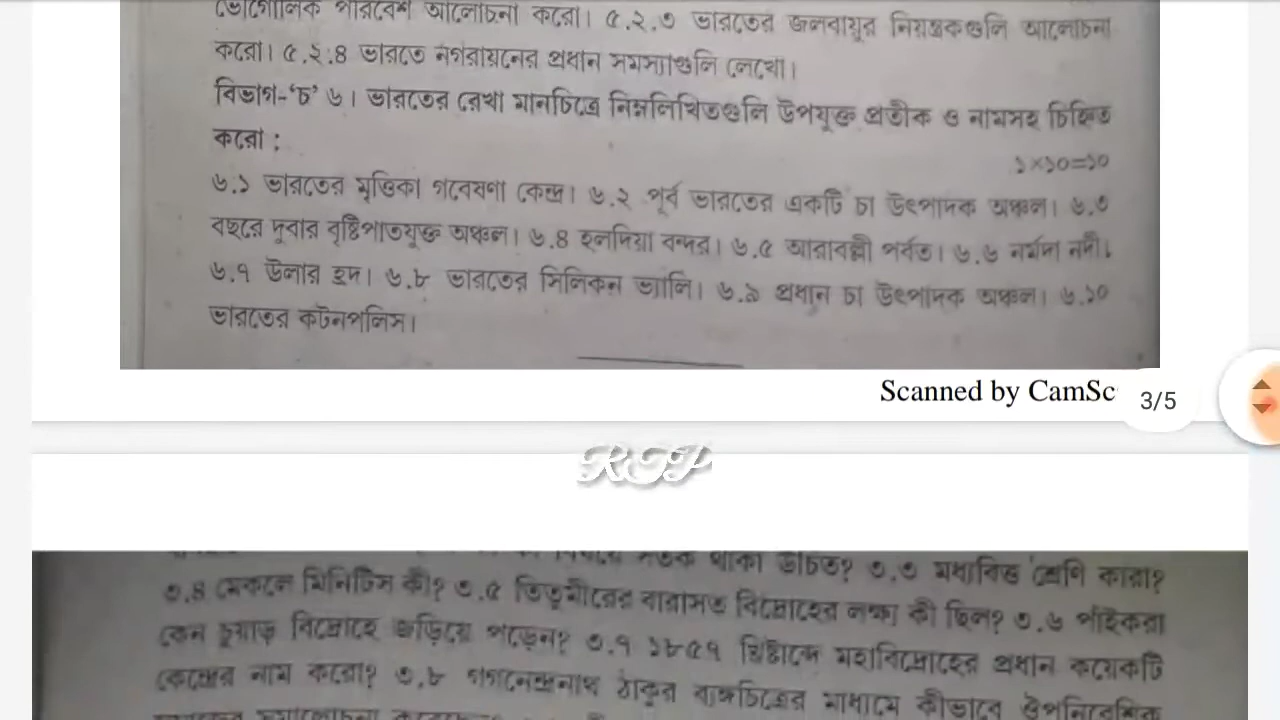 ভৌগোলিক পরিবেশ আলোচনা করো। ৫.২.৩ ভারতের জলবায়ুর নিয়ন্ত্রকগুলি আলোচনা
করো। ৫.২.৪ ভারতে নগরায়নের প্রধান সমস্যাগুলি লেখো।
বিভাগ-‘চ’ ৬। ভারতের রেখা মানচিত্রে নিম্নলিখিতগুলি উপযুক্ত প্রতীক ও নামসহ চিহ্নিত
করো :
১×১০=১০
৬.১ ভারতের মৃত্তিকা গবেষণা কেন্দ্র। ৬.২ পূর্ব ভারতের একটি চা উৎপাদক অঞ্চল। ৬.৩
বছরে দুবার বৃষ্টিপাতযুক্ত অঞ্চল। ৬.৪ হলদিয়া বন্দর। ৬.৫ আরাবল্লী পর্বত। ৬.৬ নর্মদা নদী।
৬.৭ উলার হ্রদ। ৬.৮ ভারতের সিলিকন ভ্যালি। ৬.৯ প্রধান চা উৎপাদক অঞ্চল। ৬.১০
ভারতের কটনপলিস।
Scanned by CamSc
3/5
RTP
থাকা উচিত? ৩.৩ মধ্যবিত্ত শ্রেণি কারা?
৩.৪ মেকলে মিনিটস কী? ৩.৫ তিতুমীরের বারাসত বিদ্রোহের লক্ষ্য কী ছিল? ৩.৬ পাইকরা
কেন চুয়াড় বিদ্রোহে জড়িয়ে পড়েন? ৩.৭ ১৮৫৭ খ্রিষ্টাব্দে মহাবিদ্রোহের প্রধান কয়েকটি
কেন্দ্রের নাম করো? ৩.৮ গগনেন্দ্রনাথ ঠাকুর ব্যঙ্গচিত্রের মাধ্যমে কীভাবে ঔপনিবেশিক